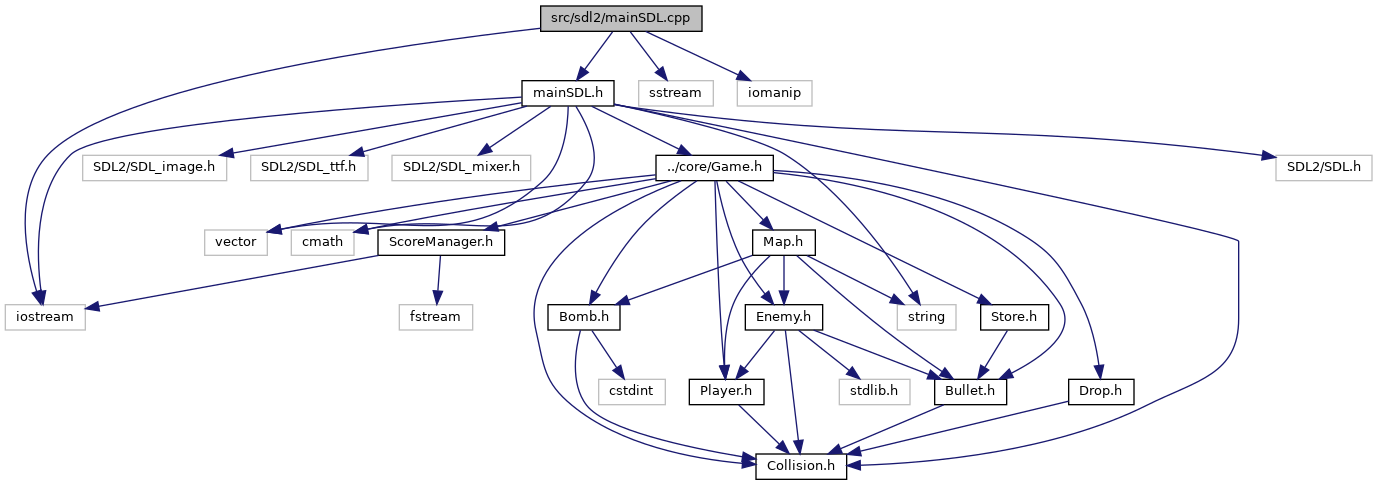 src/sdl2/mainSDL.cpp
mainSDL.h
sstream
iomanip
SDL2/SDL_image.h
SDL2/SDL_ttf.h
SDL2/SDL_mixer.h
../core/Game.h
SDL2/SDL.h
vector
cmath
ScoreManager.h
Map.h
iostream
fstream
Bomb.h
Enemy.h
string
Store.h
cstdint
Player.h
stdlib.h
Bullet.h
Drop.h
Collision.h